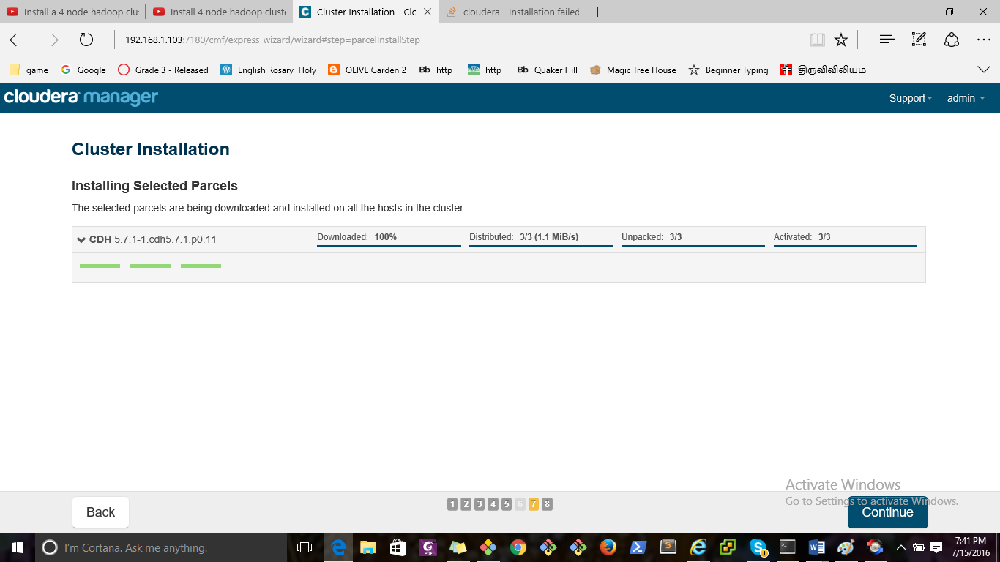 Install a 4 node hadoop clu:
Install 4 node hadoop cluste
Cluster Installation - Clc
cloudera - Installation failed
192.168.1.103:7180/cmf/express-wizard/wizard#step=parcelInstallStep
game
Google
Grade 3 - Released
English Rosary Holy
OLIVE Garden 2
Bb http
http
Bb Quaker Hill
Magic Tree House
Beginner Typing
திருவிவிலியம்
cloudera manager
Support
admin
Cluster Installation
Installing Selected Parcels
The selected parcels are being downloaded and installed on all the hosts in the cluster.
CDH 5.7.1-1.cdh5.7.1.p0.11
Downloaded: 100%
Distributed: 3/3 (1.1 MiB/s)
Unpacked: 3/3
Activated: 3/3
Activate Windows
Go to Settings to activate Windows.
Back
1 2 3 4 5 6 7 8
Continue
I'm Cortana. Ask me anything.
7:41 PM
7/15/2016